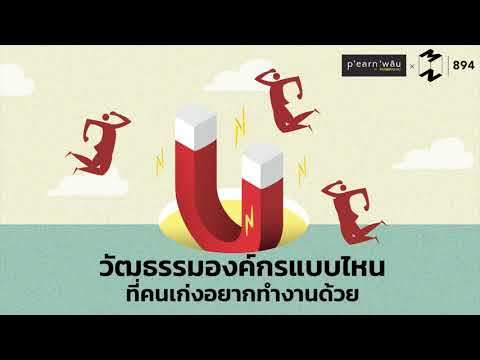 p'earn 'wลัน
894
วัฒธรรมองค์กรแบบไหน
ที่คนเก่งอยากทำงานด้วย